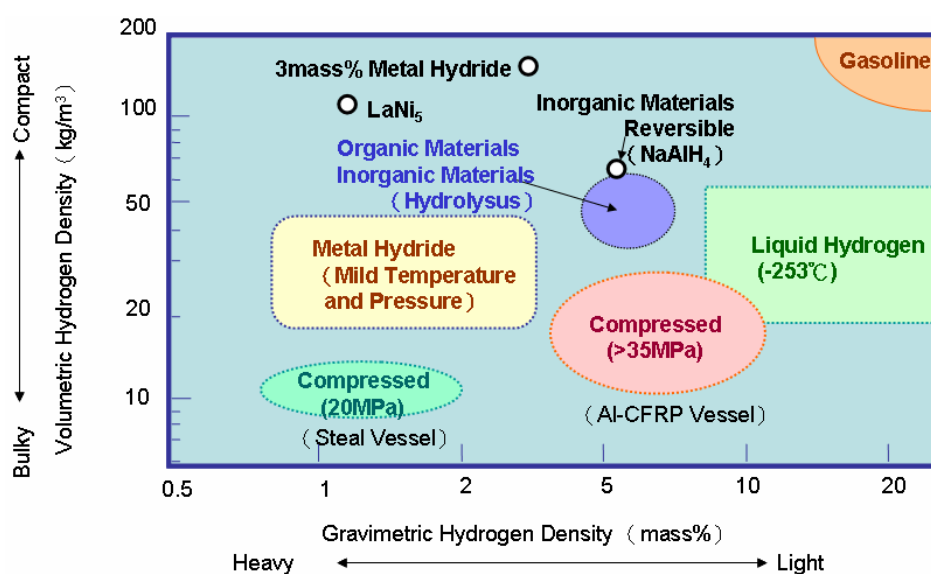 200
100
50
20
10
Compact
Bulky
Volumetric Hydrogen Density（kg/m³）
3mass% Metal Hydride
LaNi₅
Gasoline
Inorganic Materials
Reversible
（NaAlH₄）
Organic Materials
Inorganic Materials
（Hydrolysus）
Metal Hydride
（Mild Temperature
and Pressure）
Liquid Hydrogen
(-253℃)
Compressed
(>35MPa)
（Al-CFRP Vessel）
Compressed
(20MPa)
（Steal Vessel）
0.5 1 2 5 10 20
Gravimetric Hydrogen Density （mass%）
Heavy Light